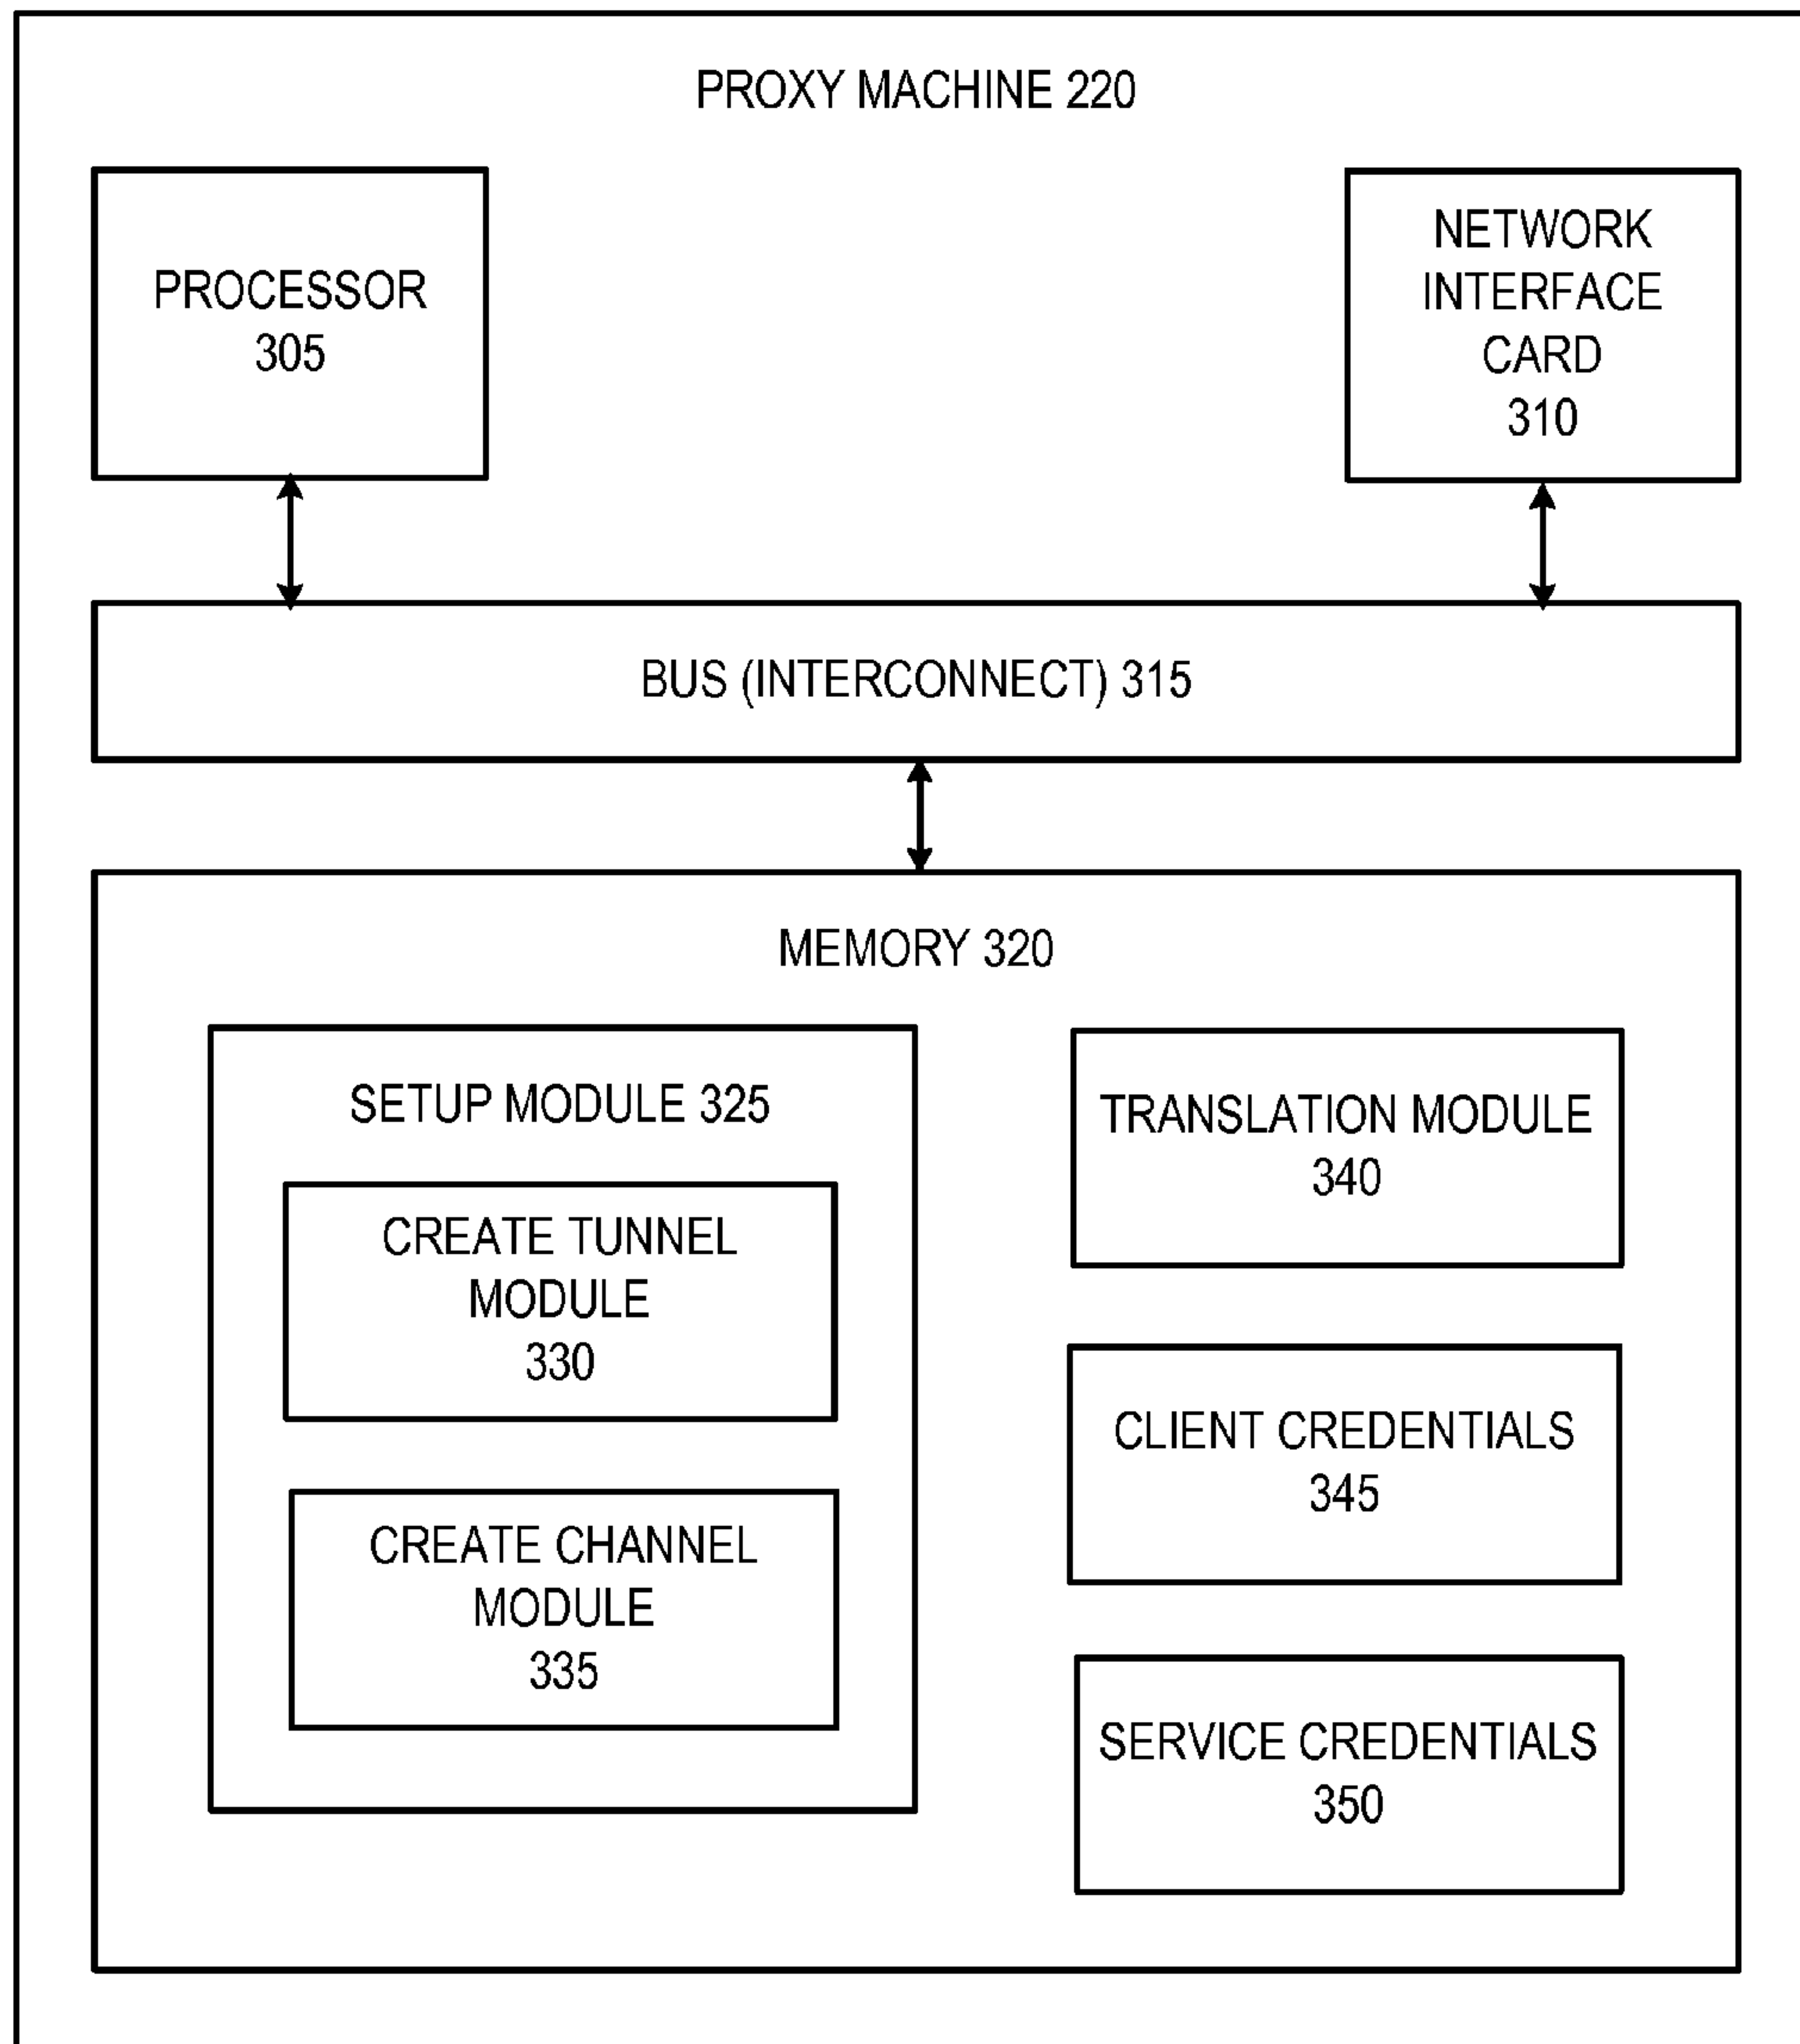 PROXY MACHINE 220
PROCESSOR
305
NETWORK
INTERFACE
CARD
310
BUS (INTERCONNECT) 315
MEMORY 320
SETUP MODULE 325
CREATE TUNNEL
MODULE
330
CREATE CHANNEL
MODULE
335
TRANSLATION MODULE
340
CLIENT CREDENTIALS
345
SERVICE CREDENTIALS
350